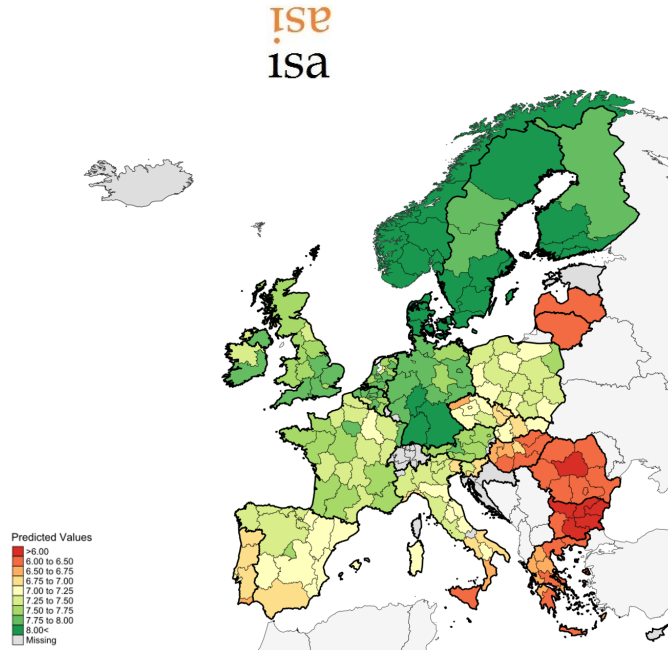 asi
isa
Predicted Values
>6.00
6.00 to 6.50
6.50 to 6.75
6.75 to 7.00
7.00 to 7.25
7.25 to 7.50
7.50 to 7.75
7.75 to 8.00
8.00<
Missing